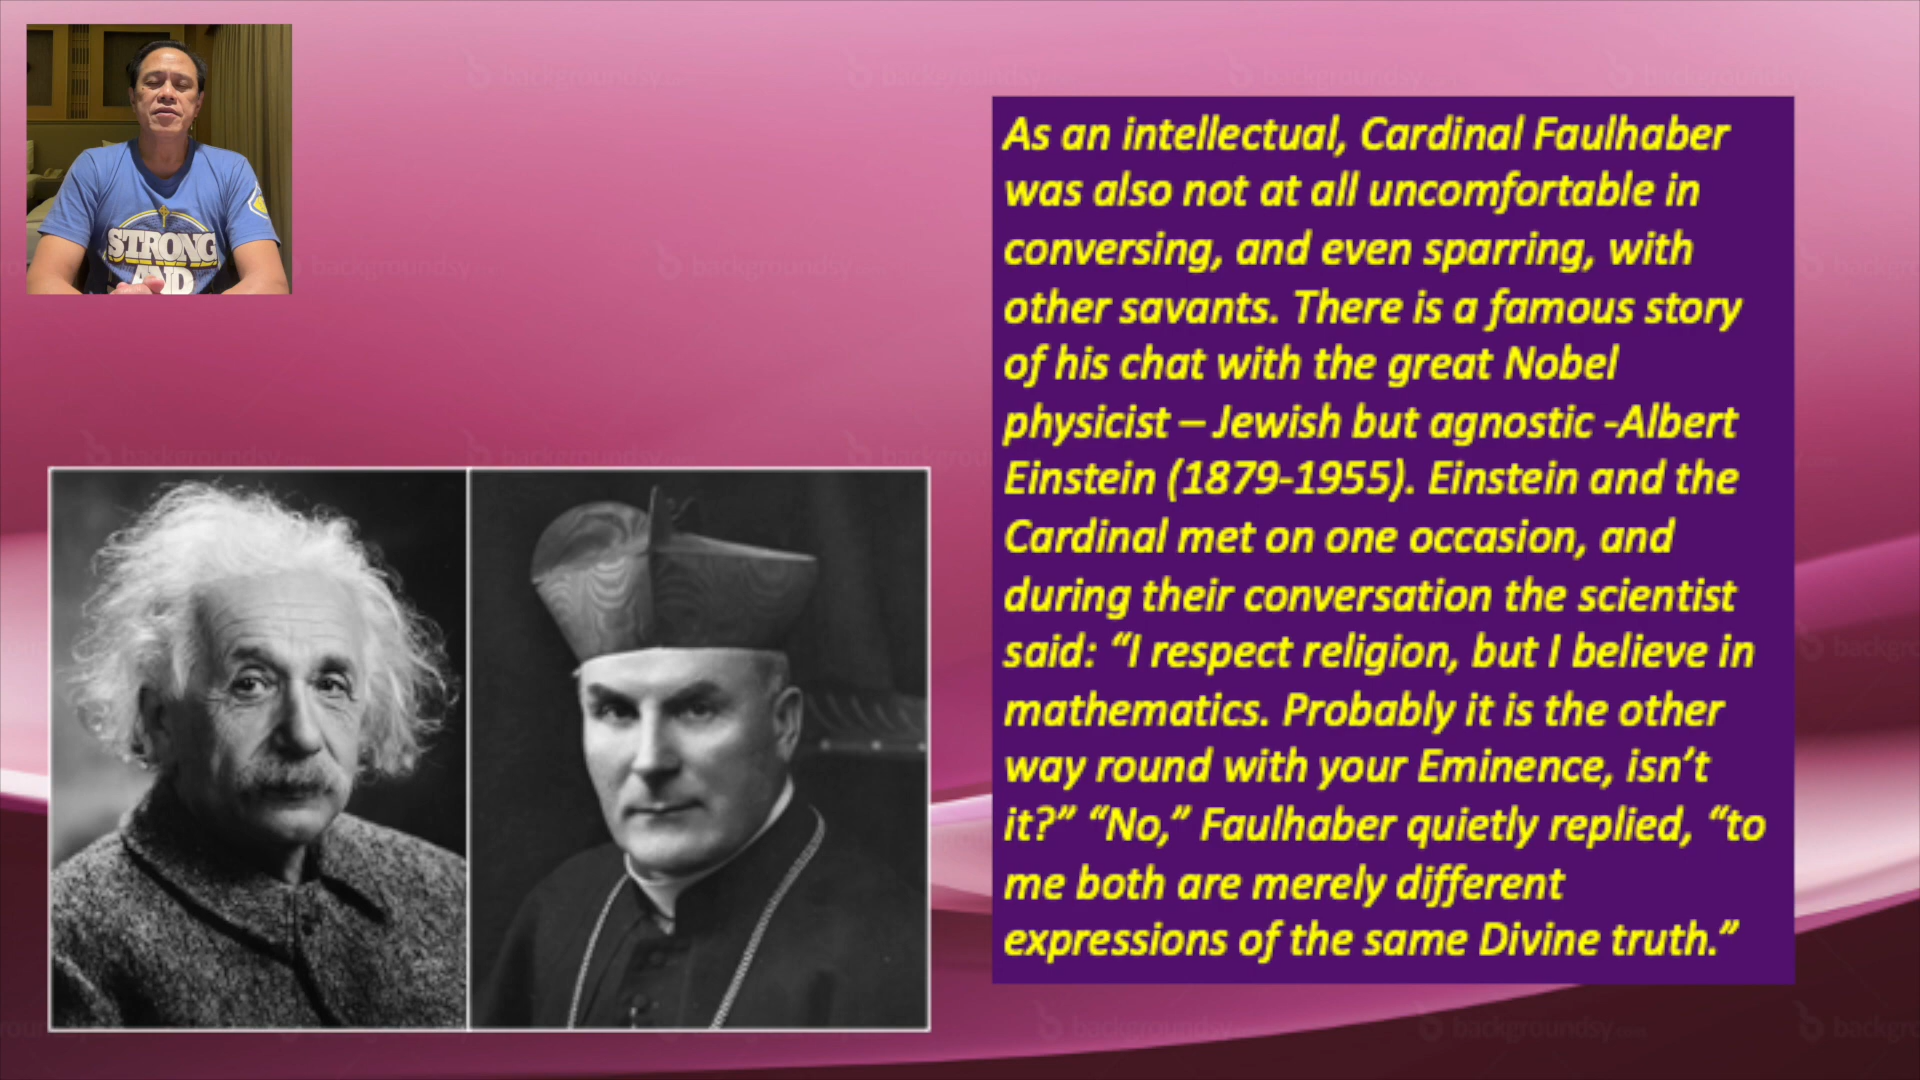 STRONG
AND
As an intellectual, Cardinal Faulhaber
was also not at all uncomfortable in
conversing, and even sparring, with
other savants. There is a famous story
of his chat with the great Nobel
physicist – Jewish but agnostic -Albert
Einstein (1879-1955). Einstein and the
Cardinal met on one occasion, and
during their conversation the scientist
said: “I respect religion, but I believe in
mathematics. Probably it is the other
way round with your Eminence, isn’t
it?” “No,” Faulhaber quietly replied, “to
me both are merely different
expressions of the same Divine truth.”
backgroundsy.com